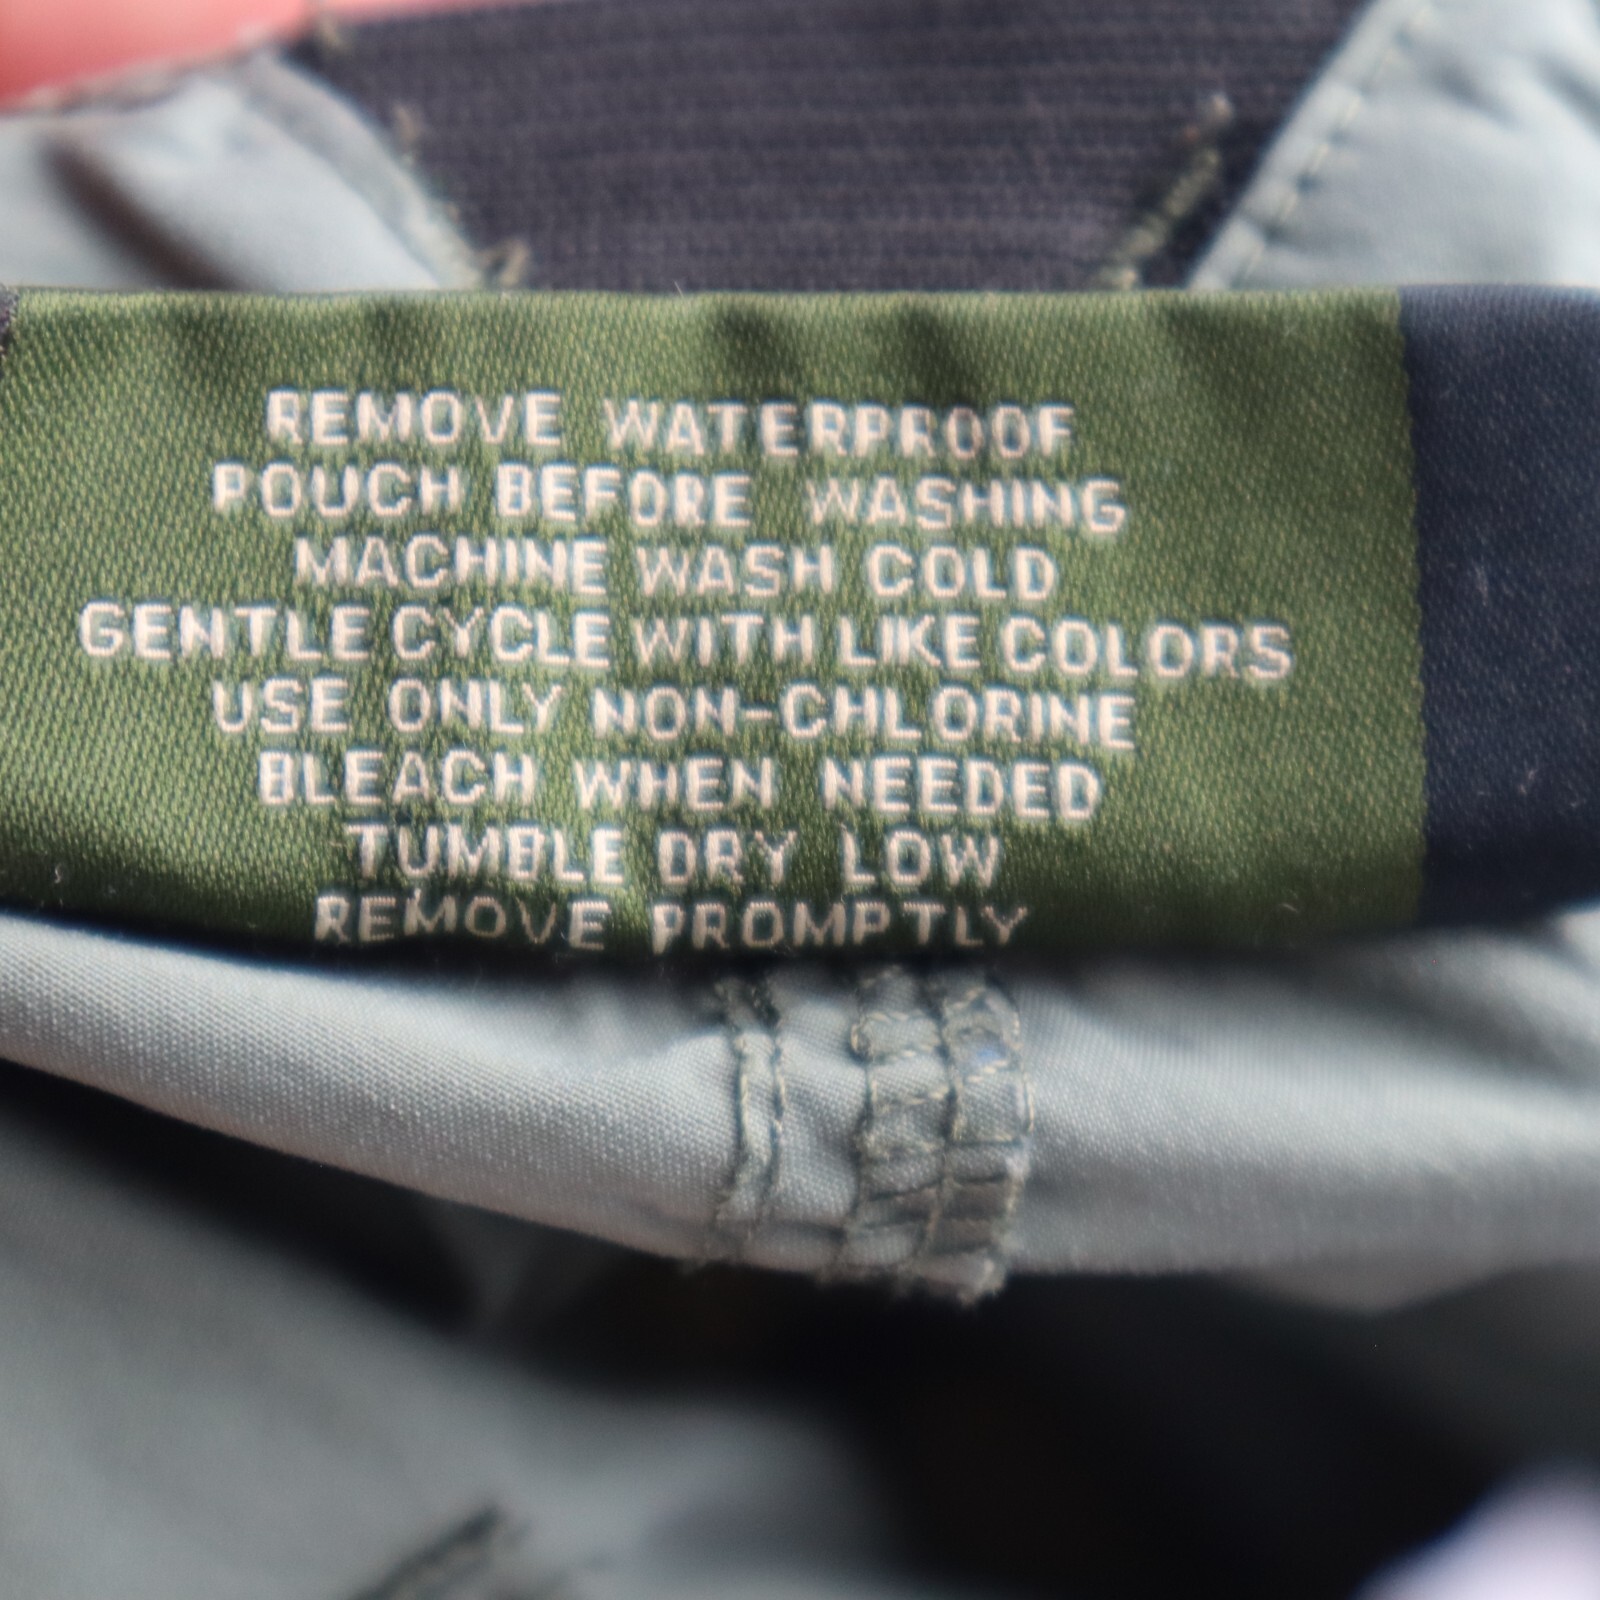 REMOVE WATERPROOF
POUCH BEFORE WASHING
MACHINE WASH COLD
GENTLE CYCLE WITH LIKE COLORS
USE ONLY NON-CHLORINE
BLEACH WHEN NEEDED
TUMBLE DRY LOW
REMOVE PROMPTLY